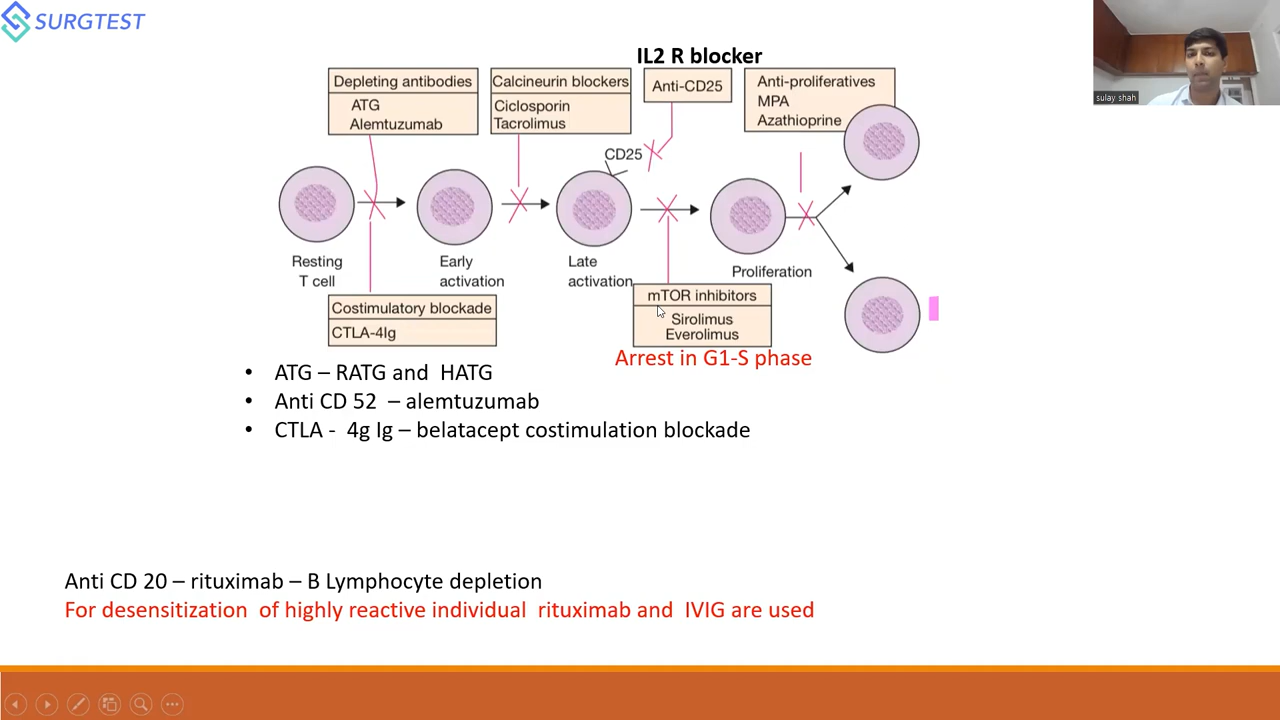 SURGTEST
sulay shah
IL2 R blocker
Depleting antibodies
ATG
Alemtuzumab
Calcineurin blockers
Ciclosporin
Tacrolimus
Anti-CD25
Anti-proliferatives
MPA
Azathioprine
CD25
Resting
T cell
Early
activation
Late
activation
Proliferation
Costimulatory blockade
CTLA-4Ig
mTOR inhibitors
Sirolimus
Everolimus
Arrest in G1-S phase
• ATG – RATG and HATG
• Anti CD 52 – alemtuzumab
• CTLA - 4g Ig – belatacept costimulation blockade
Anti CD 20 – rituximab – B Lymphocyte depletion
For desensitization of highly reactive individual rituximab and IVIG are used